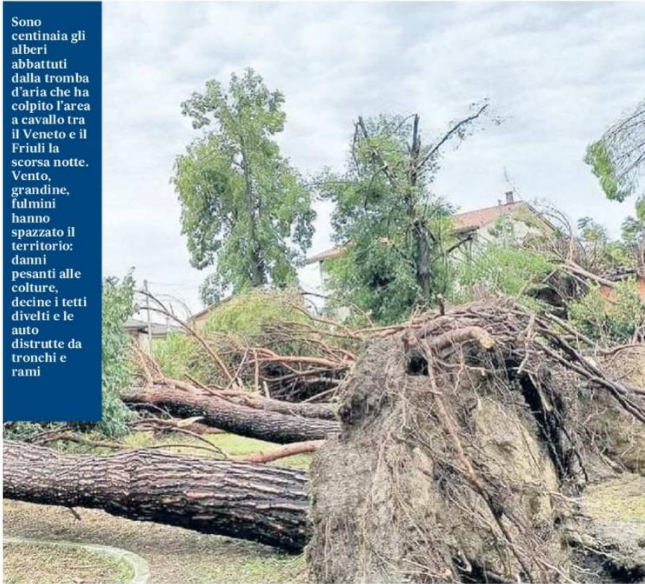 Sono
centinaia gli
alberi
abbattuti
dalla tromba
d'aria che ha
colpito l'area
a cavallo tra
il Veneto e il
Friuli la
scorsa notte.
Vento,
grandine,
fulmini
hanno
spazzato il
territorio:
danni
pesanti alle
colture,
decine i tetti
divelti e le
auto
distrutte da
tronchi e
rami